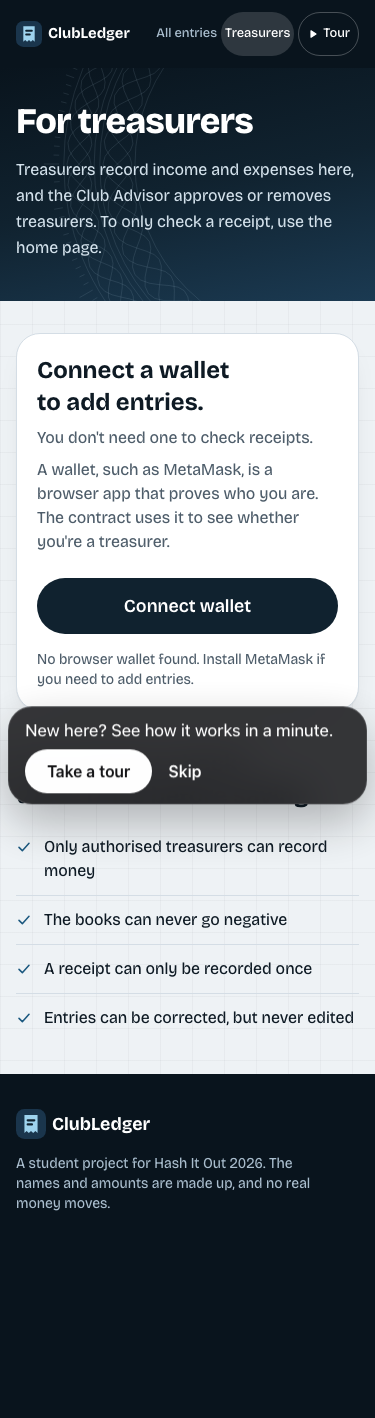 ClubLedger
All entries
Treasurers
Tour
For treasurers
Treasurers record income and expenses here,
and the Club Advisor approves or removes
treasurers. To only check a receipt, use the
home page.
Connect a wallet
to add entries.
You don't need one to check receipts.
A wallet, such as MetaMask, is a
browser app that proves who you are.
The contract uses it to see whether
you're a treasurer.
Connect wallet
No browser wallet found. Install MetaMask if
you need to add entries.
New here? See how it works in a minute.
Take a tour
Skip
Only authorised treasurers can record
money
The books can never go negative
A receipt can only be recorded once
Entries can be corrected, but never edited
ClubLedger
A student project for Hash It Out 2026. The
names and amounts are made up, and no real
money moves.